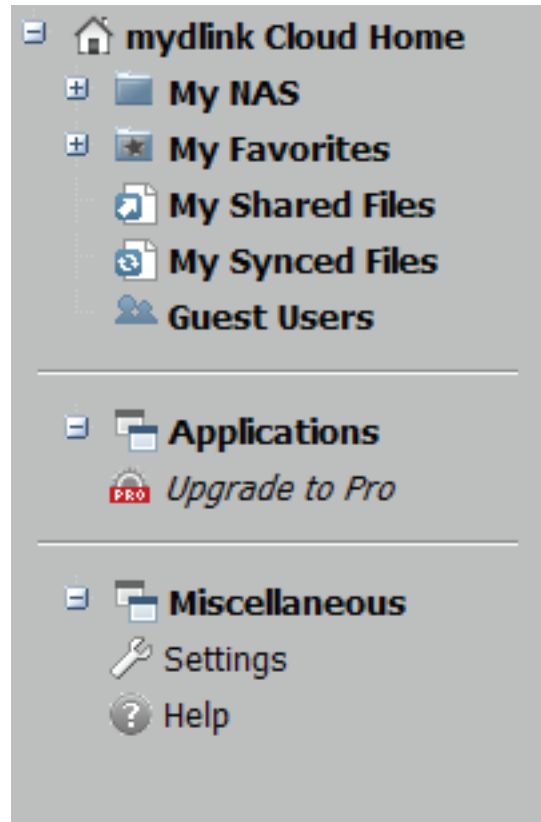 mydlink Cloud Home
My NAS
My Favorites
My Shared Files
My Synced Files
Guest Users
Applications
PRO Upgrade to Pro
Miscellaneous
Settings
? Help